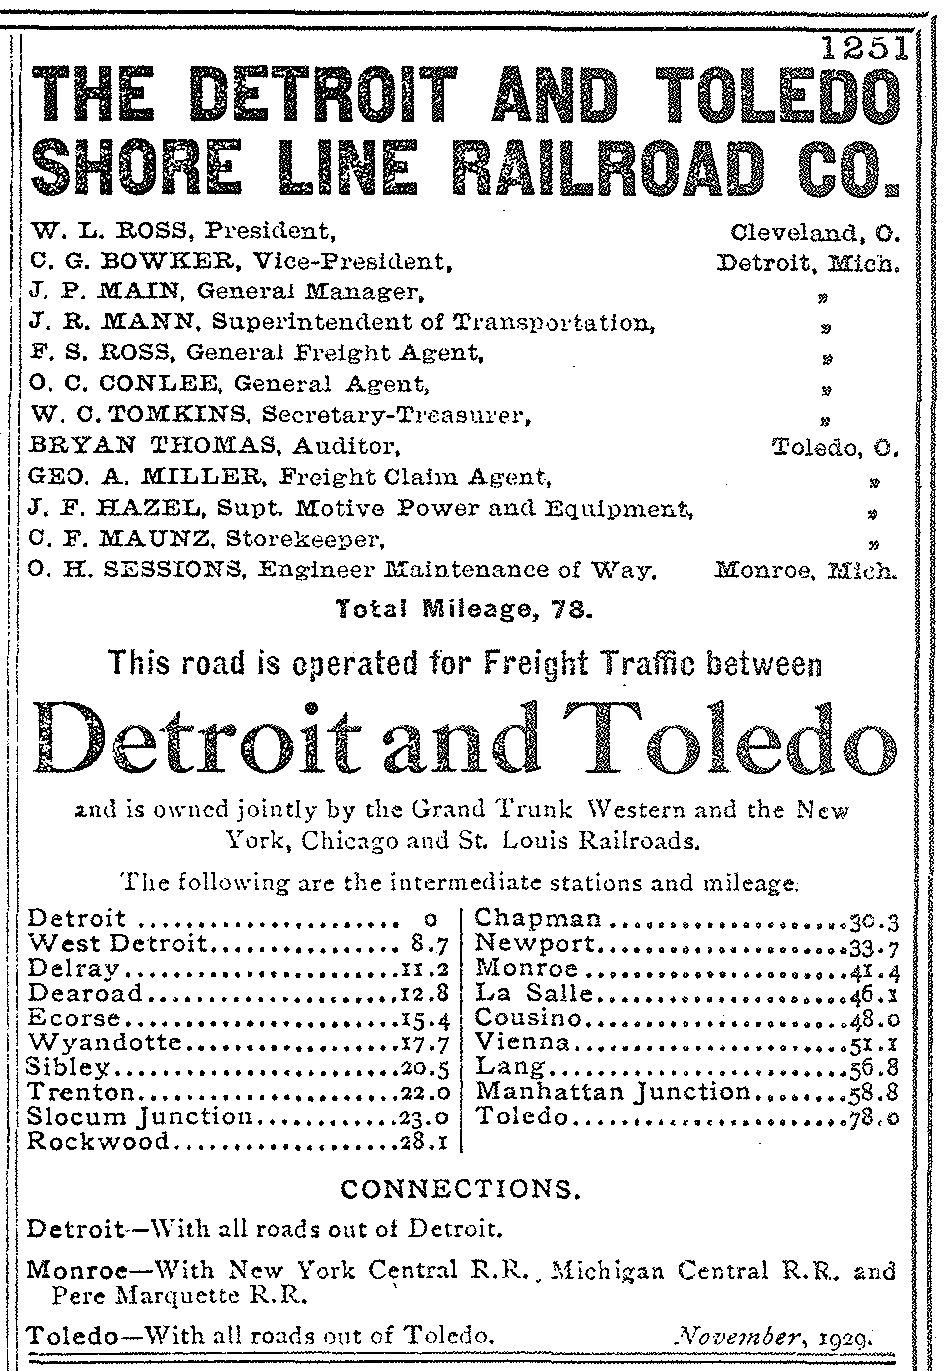 1251
THE DETROIT AND TOLEDO
SHORE LINE RAILROAD CO.
W. L. ROSS, President, Cleveland, O.
C. G. BOWKER, Vice-President, Detroit, Mich.
J. P. MAIN, General Manager, „
J. R. MANN, Superintendent of Transportation, „
F. S. ROSS, General Freight Agent, „
O. C. CONLEE, General Agent, „
W. C. TOMKINS, Secretary-Treasurer, „
BRYAN THOMAS, Auditor, Toledo, O.
GEO. A. MILLER, Freight Claim Agent, „
J. F. HAZEL, Supt. Motive Power and Equipment, „
C. F. MAUNZ, Storekeeper, „
O. H. SESSIONS, Engineer Maintenance of Way. Monroe, Mich.
Total Mileage, 78.
This road is operated for Freight Traffic between
Detroit and Toledo
and is owned jointly by the Grand Trunk Western and the New
York, Chicago and St. Louis Railroads.
The following are the intermediate stations and mileage:
Detroit ...................... 0
West Detroit................ 8.7
Delray.......................11.2
Dearoad.....................12.8
Ecorse.......................15.4
Wyandotte..................17.7
Sibley........................20.5
Trenton......................22.0
Slocum Junction............23.0
Rockwood...................28.1
Chapman ....................30.3
Newport.....................33.7
Monroe ......................41.4
La Salle.....................46.1
Cousino......................48.0
Vienna.......................51.1
Lang.........................56.8
Manhattan Junction........58.8
Toledo.......................78.0
CONNECTIONS.
Detroit—With all roads out of Detroit.
Monroe—With New York Central R.R., Michigan Central R.R. and
Pere Marquette R.R.
Toledo—With all roads out of Toledo. November, 1929.